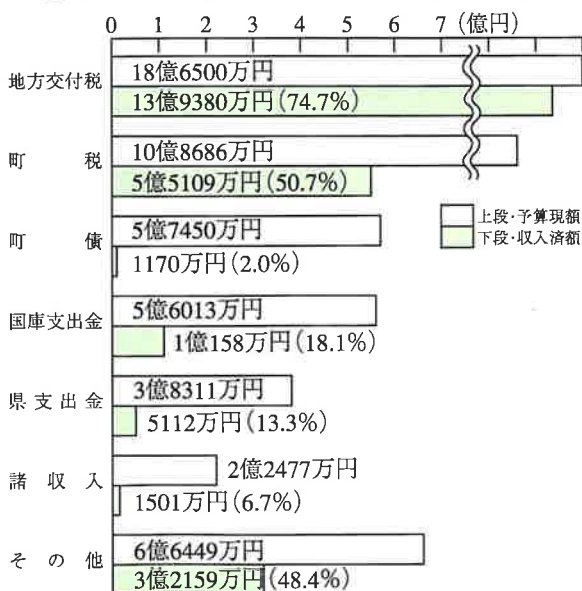 0 1 2 3 4 5 6 7 (億円)
地方交付税
18億6500万円
13億9380万円(74.7%)
町税
10億8686万円
5億5109万円(50.7%)
上段・予算現額
下段・収入済額
町債
5億7450万円
1170万円(2.0%)
国庫支出金
5億6013万円
1億158万円(18.1%)
県支出金
3億8311万円
5112万円(13.3%)
諸収入
2億2477万円
1501万円(6.7%)
その他
6億6449万円
3億2159万円(48.4%)